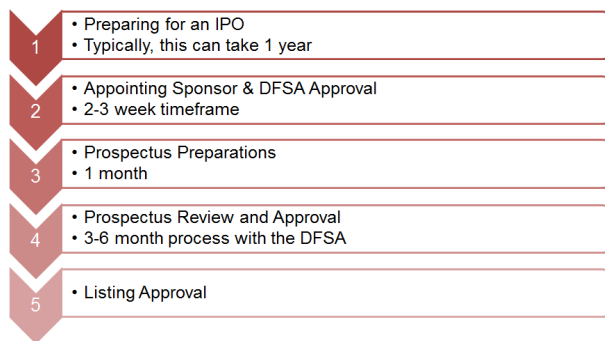 1
• Preparing for an IPO
• Typically, this can take 1 year
2
• Appointing Sponsor & DFSA Approval
• 2-3 week timeframe
3
• Prospectus Preparations
• 1 month
4
• Prospectus Review and Approval
• 3-6 month process with the DFSA
5
• Listing Approval